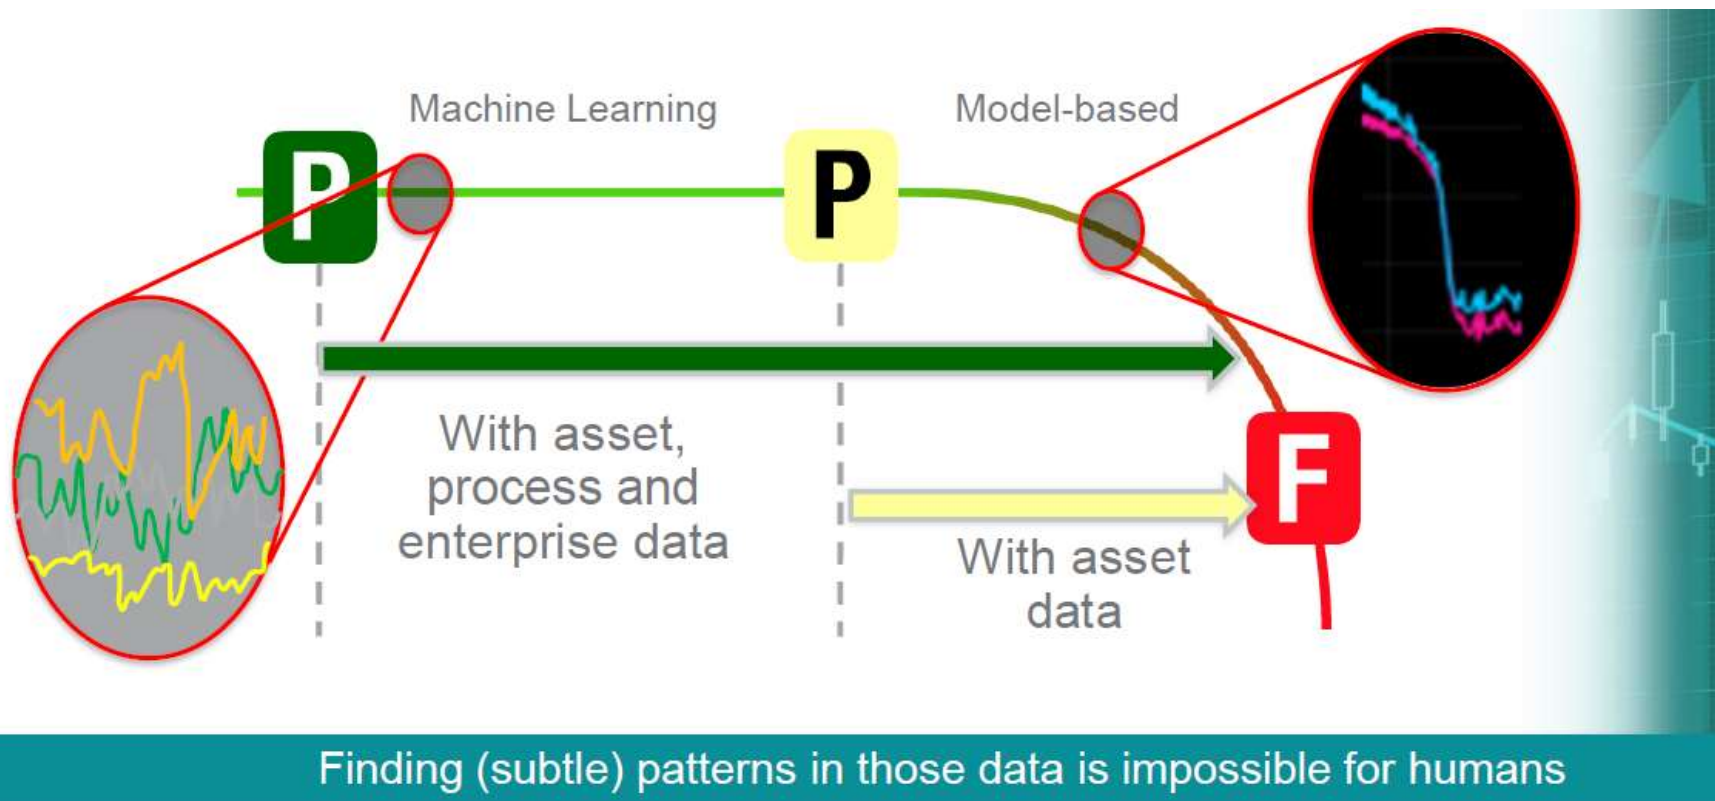 Machine Learning
Model-based
P
P
With asset,
process and
enterprise data
F
With asset
data
Finding (subtle) patterns in those data is impossible for humans